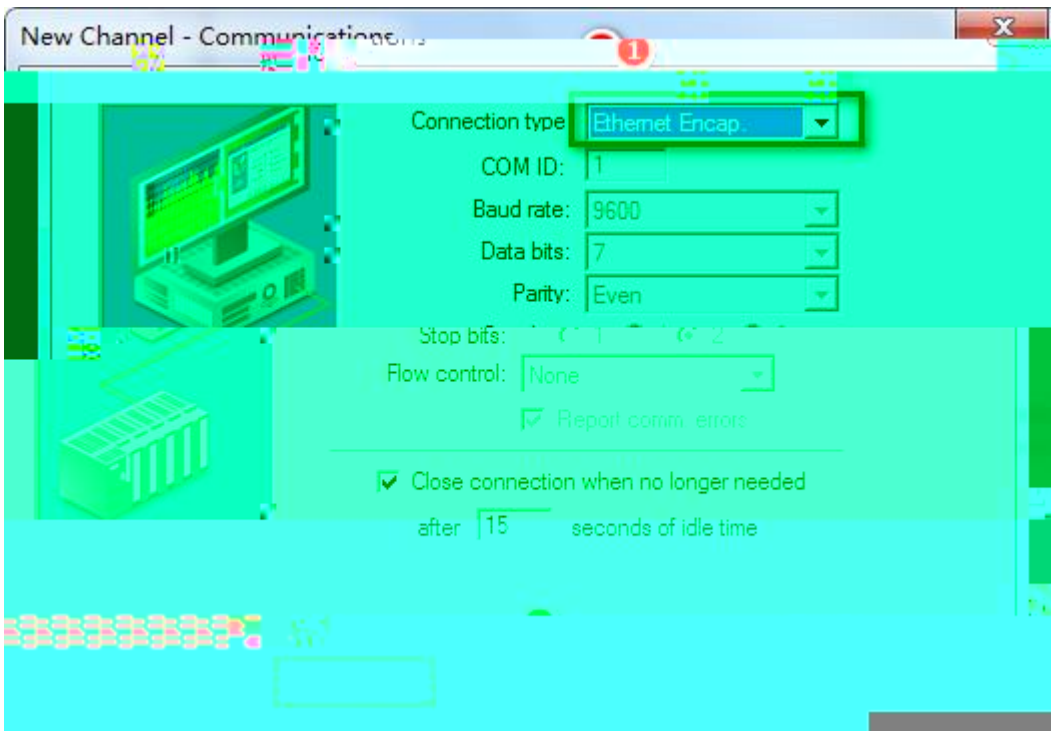 New Channel - Communications
1
Connection type
Ethernet Encap.
COM ID:
1
Baud rate:
9600
Data bits:
7
Parity:
Even
Stop bits:
1
2
Flow control:
None
Report comm. errors
Close connection when no longer needed
after 15 seconds of idle time